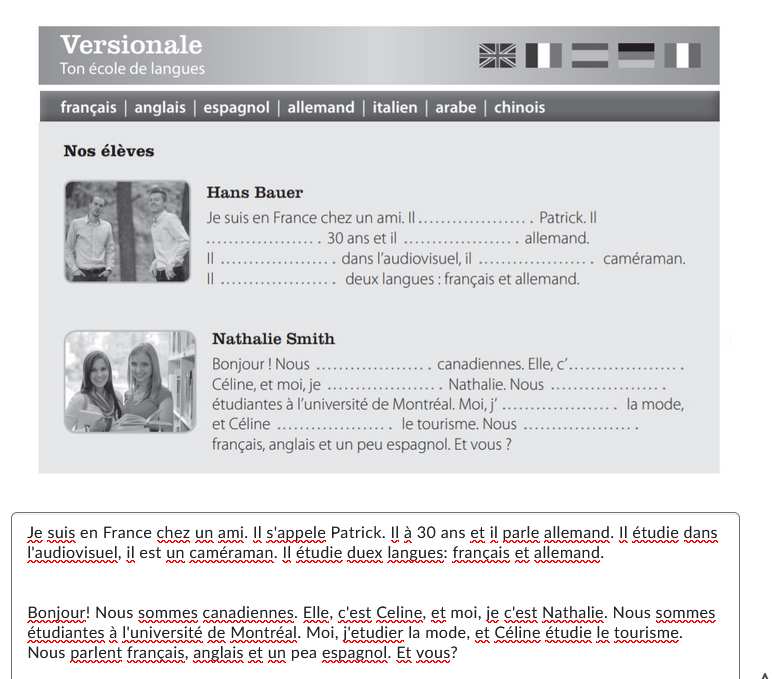 Versionale
Ton école de langues
français | anglais | espagnol | allemand | italien | arabe | chinois
Nos élèves
Hans Bauer
Je suis en France chez un ami. Il .................... Patrick. Il
.................... 30 ans et il .................... allemand.
Il .................... dans l'audiovisuel, il .................... caméraman.
Il .................... deux langues : français et allemand.
Nathalie Smith
Bonjour ! Nous .................... canadiennes. Elle, c'....................
Céline, et moi, je .................... Nathalie. Nous ....................
étudiantes à l'université de Montréal. Moi, j' .................... la mode,
et Céline .................... le tourisme. Nous ....................
français, anglais et un peu espagnol. Et vous ?
Je suis en France chez un ami. Il s'appele Patrick. Il à 30 ans et il parle allemand. Il étudie dans
l'audiovisuel, il est un caméraman. Il étudie duex langues: français et allemand.
Bonjour! Nous sommes canadiennes. Elle, c'est Celine, et moi, je c'est Nathalie. Nous sommes
étudiantes à l'université de Montréal. Moi, j'etudier la mode, et Céline étudie le tourisme.
Nous parlent français, anglais et un pea espagnol. Et vous?